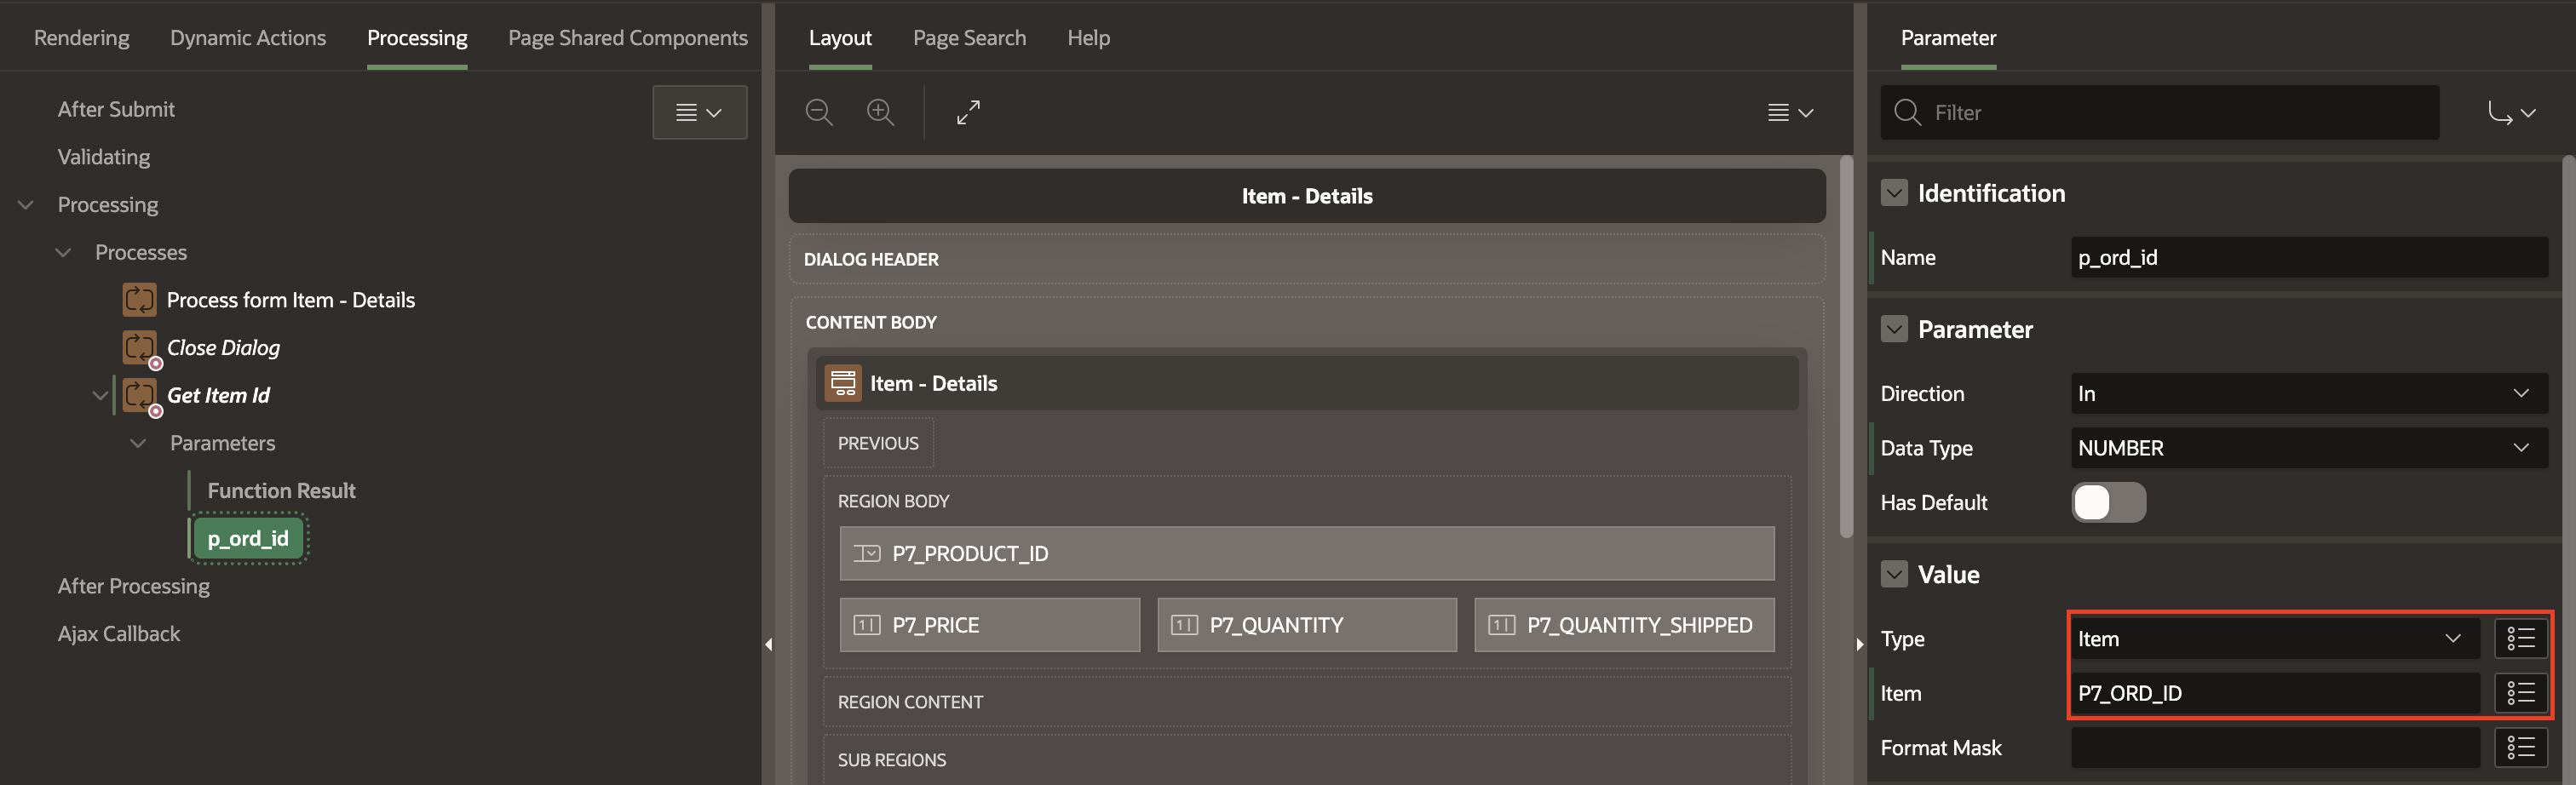 Rendering
Dynamic Actions
Processing
Page Shared Components
After Submit
Validating
Processing
Processes
Process form Item - Details
Close Dialog
Get Item Id
Parameters
Function Result
p_ord_id
After Processing
Ajax Callback
Layout
Page Search
Help
Item - Details
DIALOG HEADER
CONTENT BODY
Item - Details
PREVIOUS
REGION BODY
P7_PRODUCT_ID
P7_PRICE
P7_QUANTITY
P7_QUANTITY_SHIPPED
REGION CONTENT
SUB REGIONS
Parameter
Filter
Identification
Name p_ord_id
Parameter
Direction In
Data Type NUMBER
Has Default
Value
Type Item
Item P7_ORD_ID
Format Mask